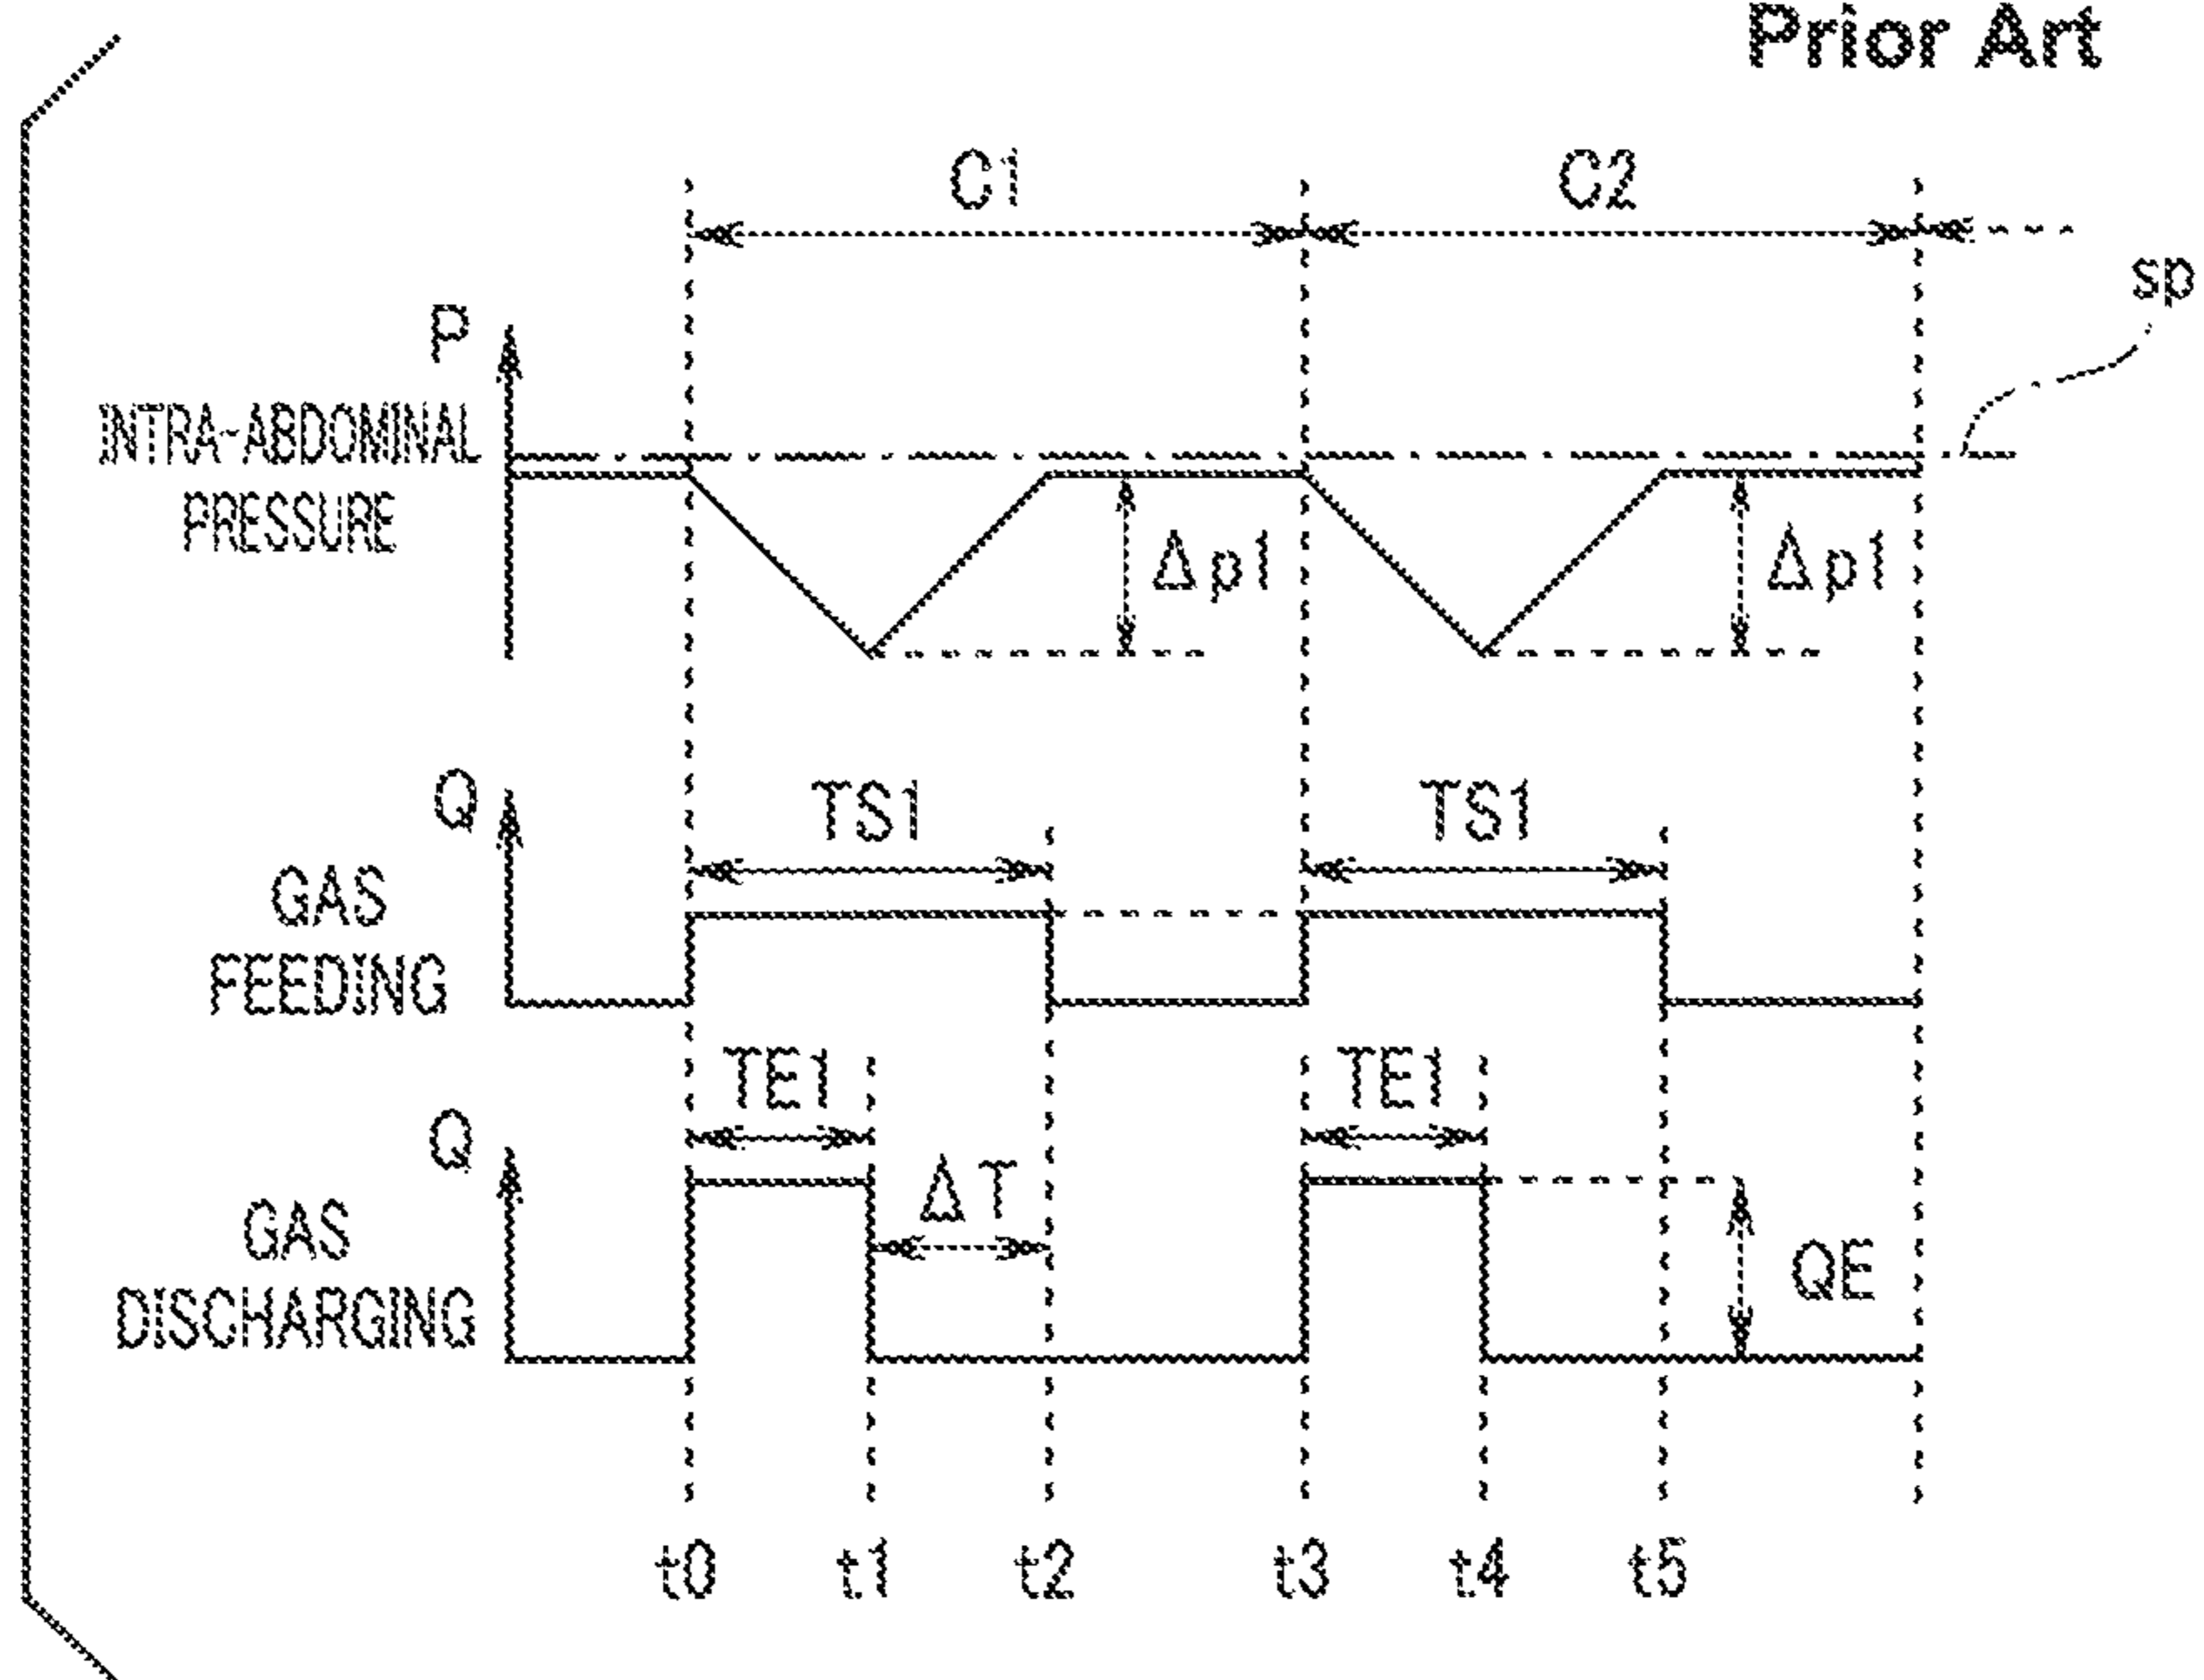 Prior Art
C1
C2
sp
P
INTRA-ABDOMINAL
PRESSURE
Δp1
Δp1
Q
TS1
TS1
GAS
FEEDING
TE1
TE1
Q
ΔT
GAS
DISCHARGING
QE
t0
t1
t2
t3
t4
t5